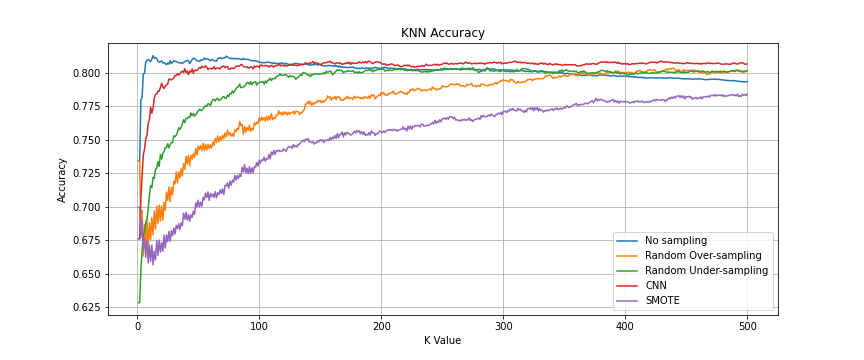 KNN Accuracy
Accuracy
0.800
0.775
0.750
0.725
0.700
0.675
0.650
0.625
0
100
200
300
400
500
K Value
No sampling
Random Over-sampling
Random Under-sampling
CNN
SMOTE